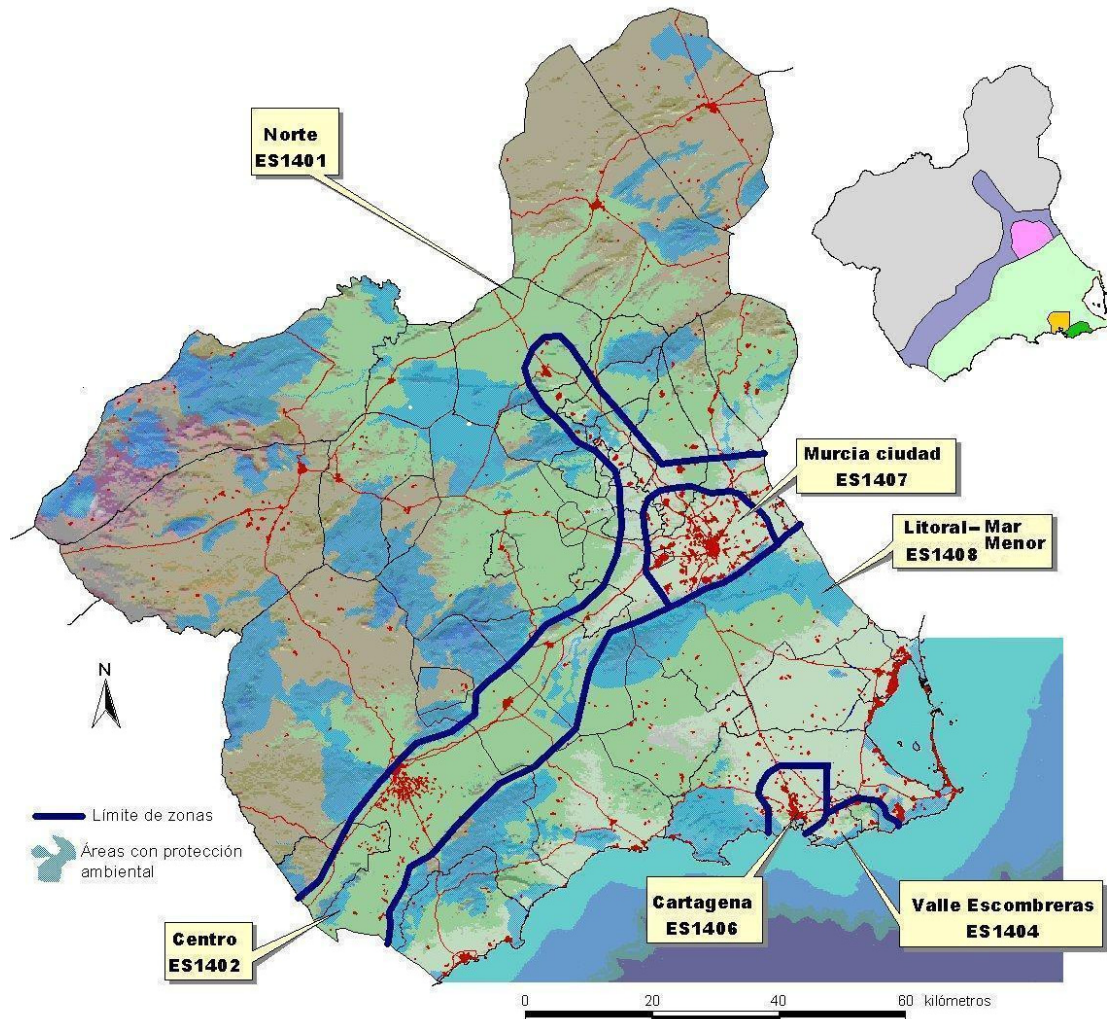 Norte
ES1401
Murcia ciudad
ES1407
Litoral– Mar
Menor
ES1408
N
Límite de zonas
Áreas con protección
ambiental
Cartagena
ES1406
Valle Escombreras
ES1404
Centro
ES1402
0 20 40 60 kilómetros